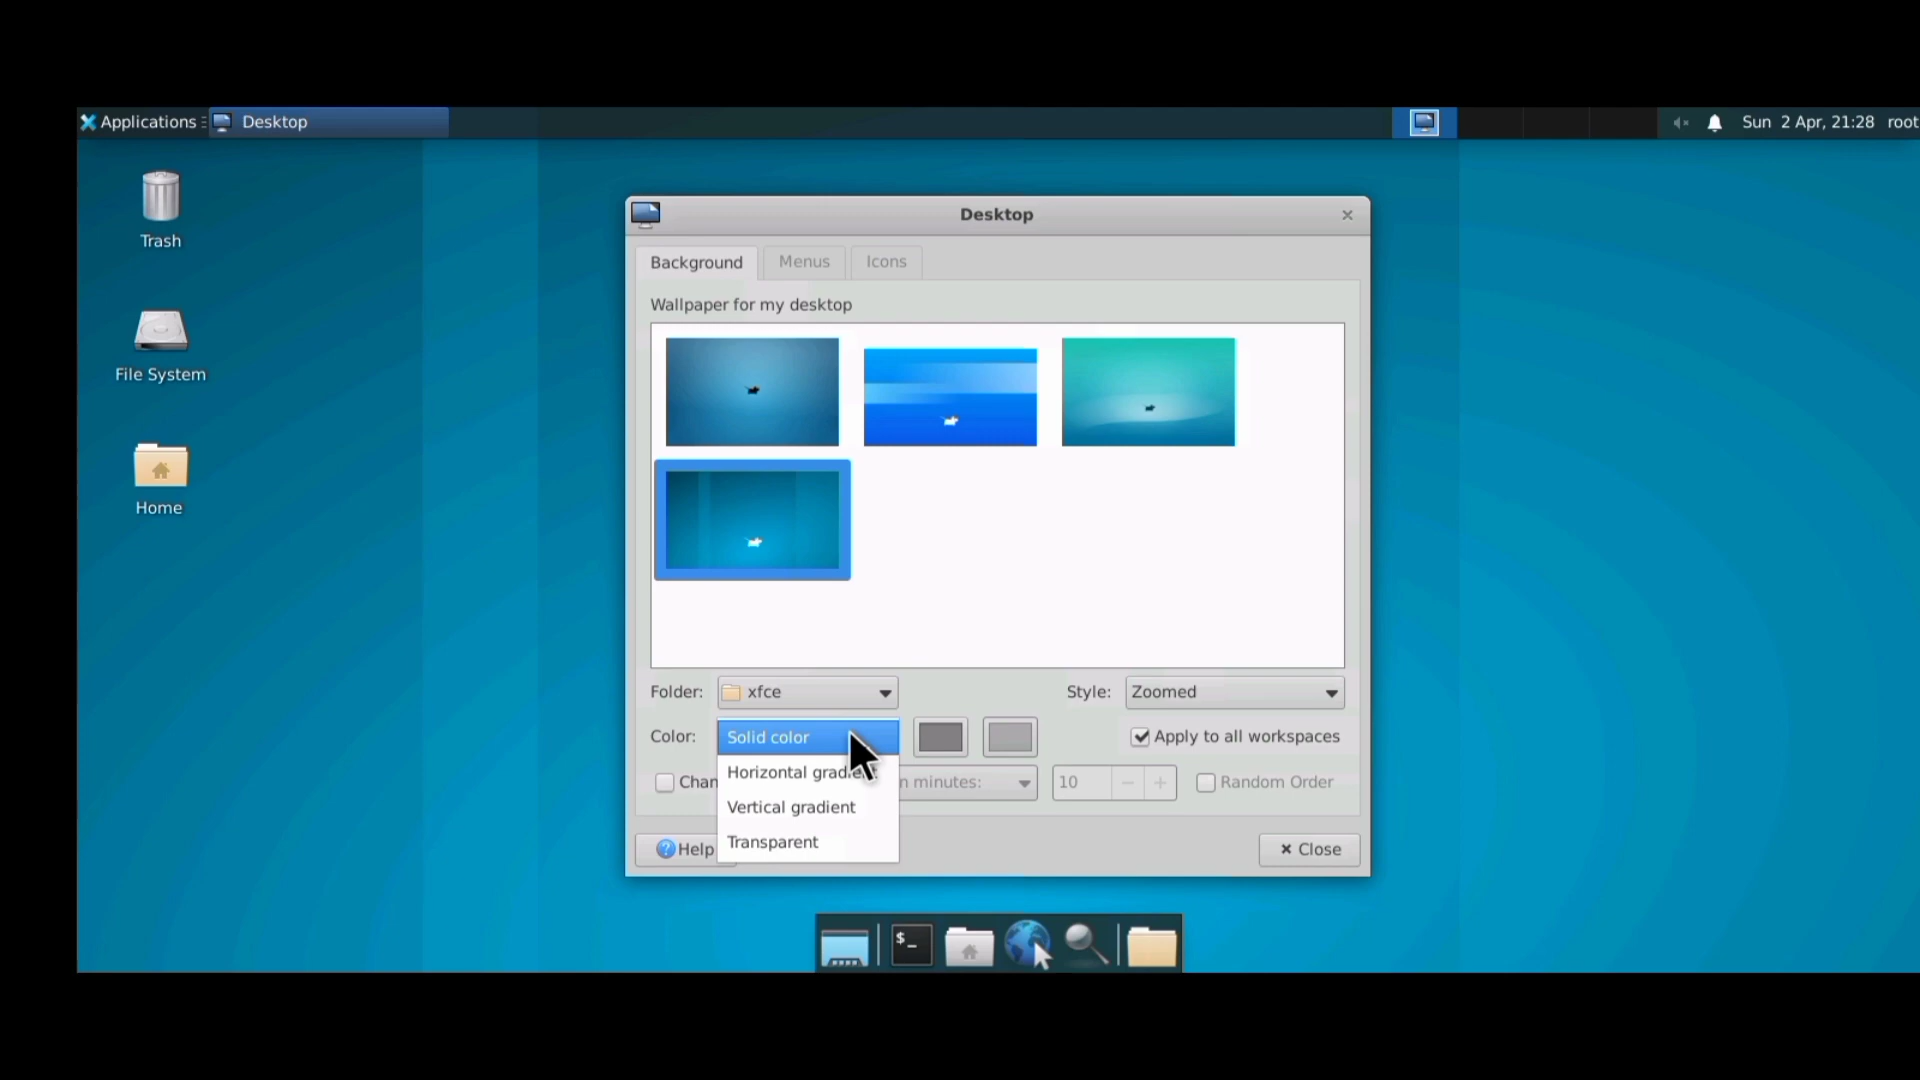 Applications Desktop Sun 2 Apr, 21:28 root
Trash
File System
Home
Desktop
Background Menus Icons
Wallpaper for my desktop
Folder: xfce Style: Zoomed
Color: Solid color Apply to all workspaces
Horizontal
Vertical gradient
Transparent
minutes: 10 Random Order
Help Close
$_